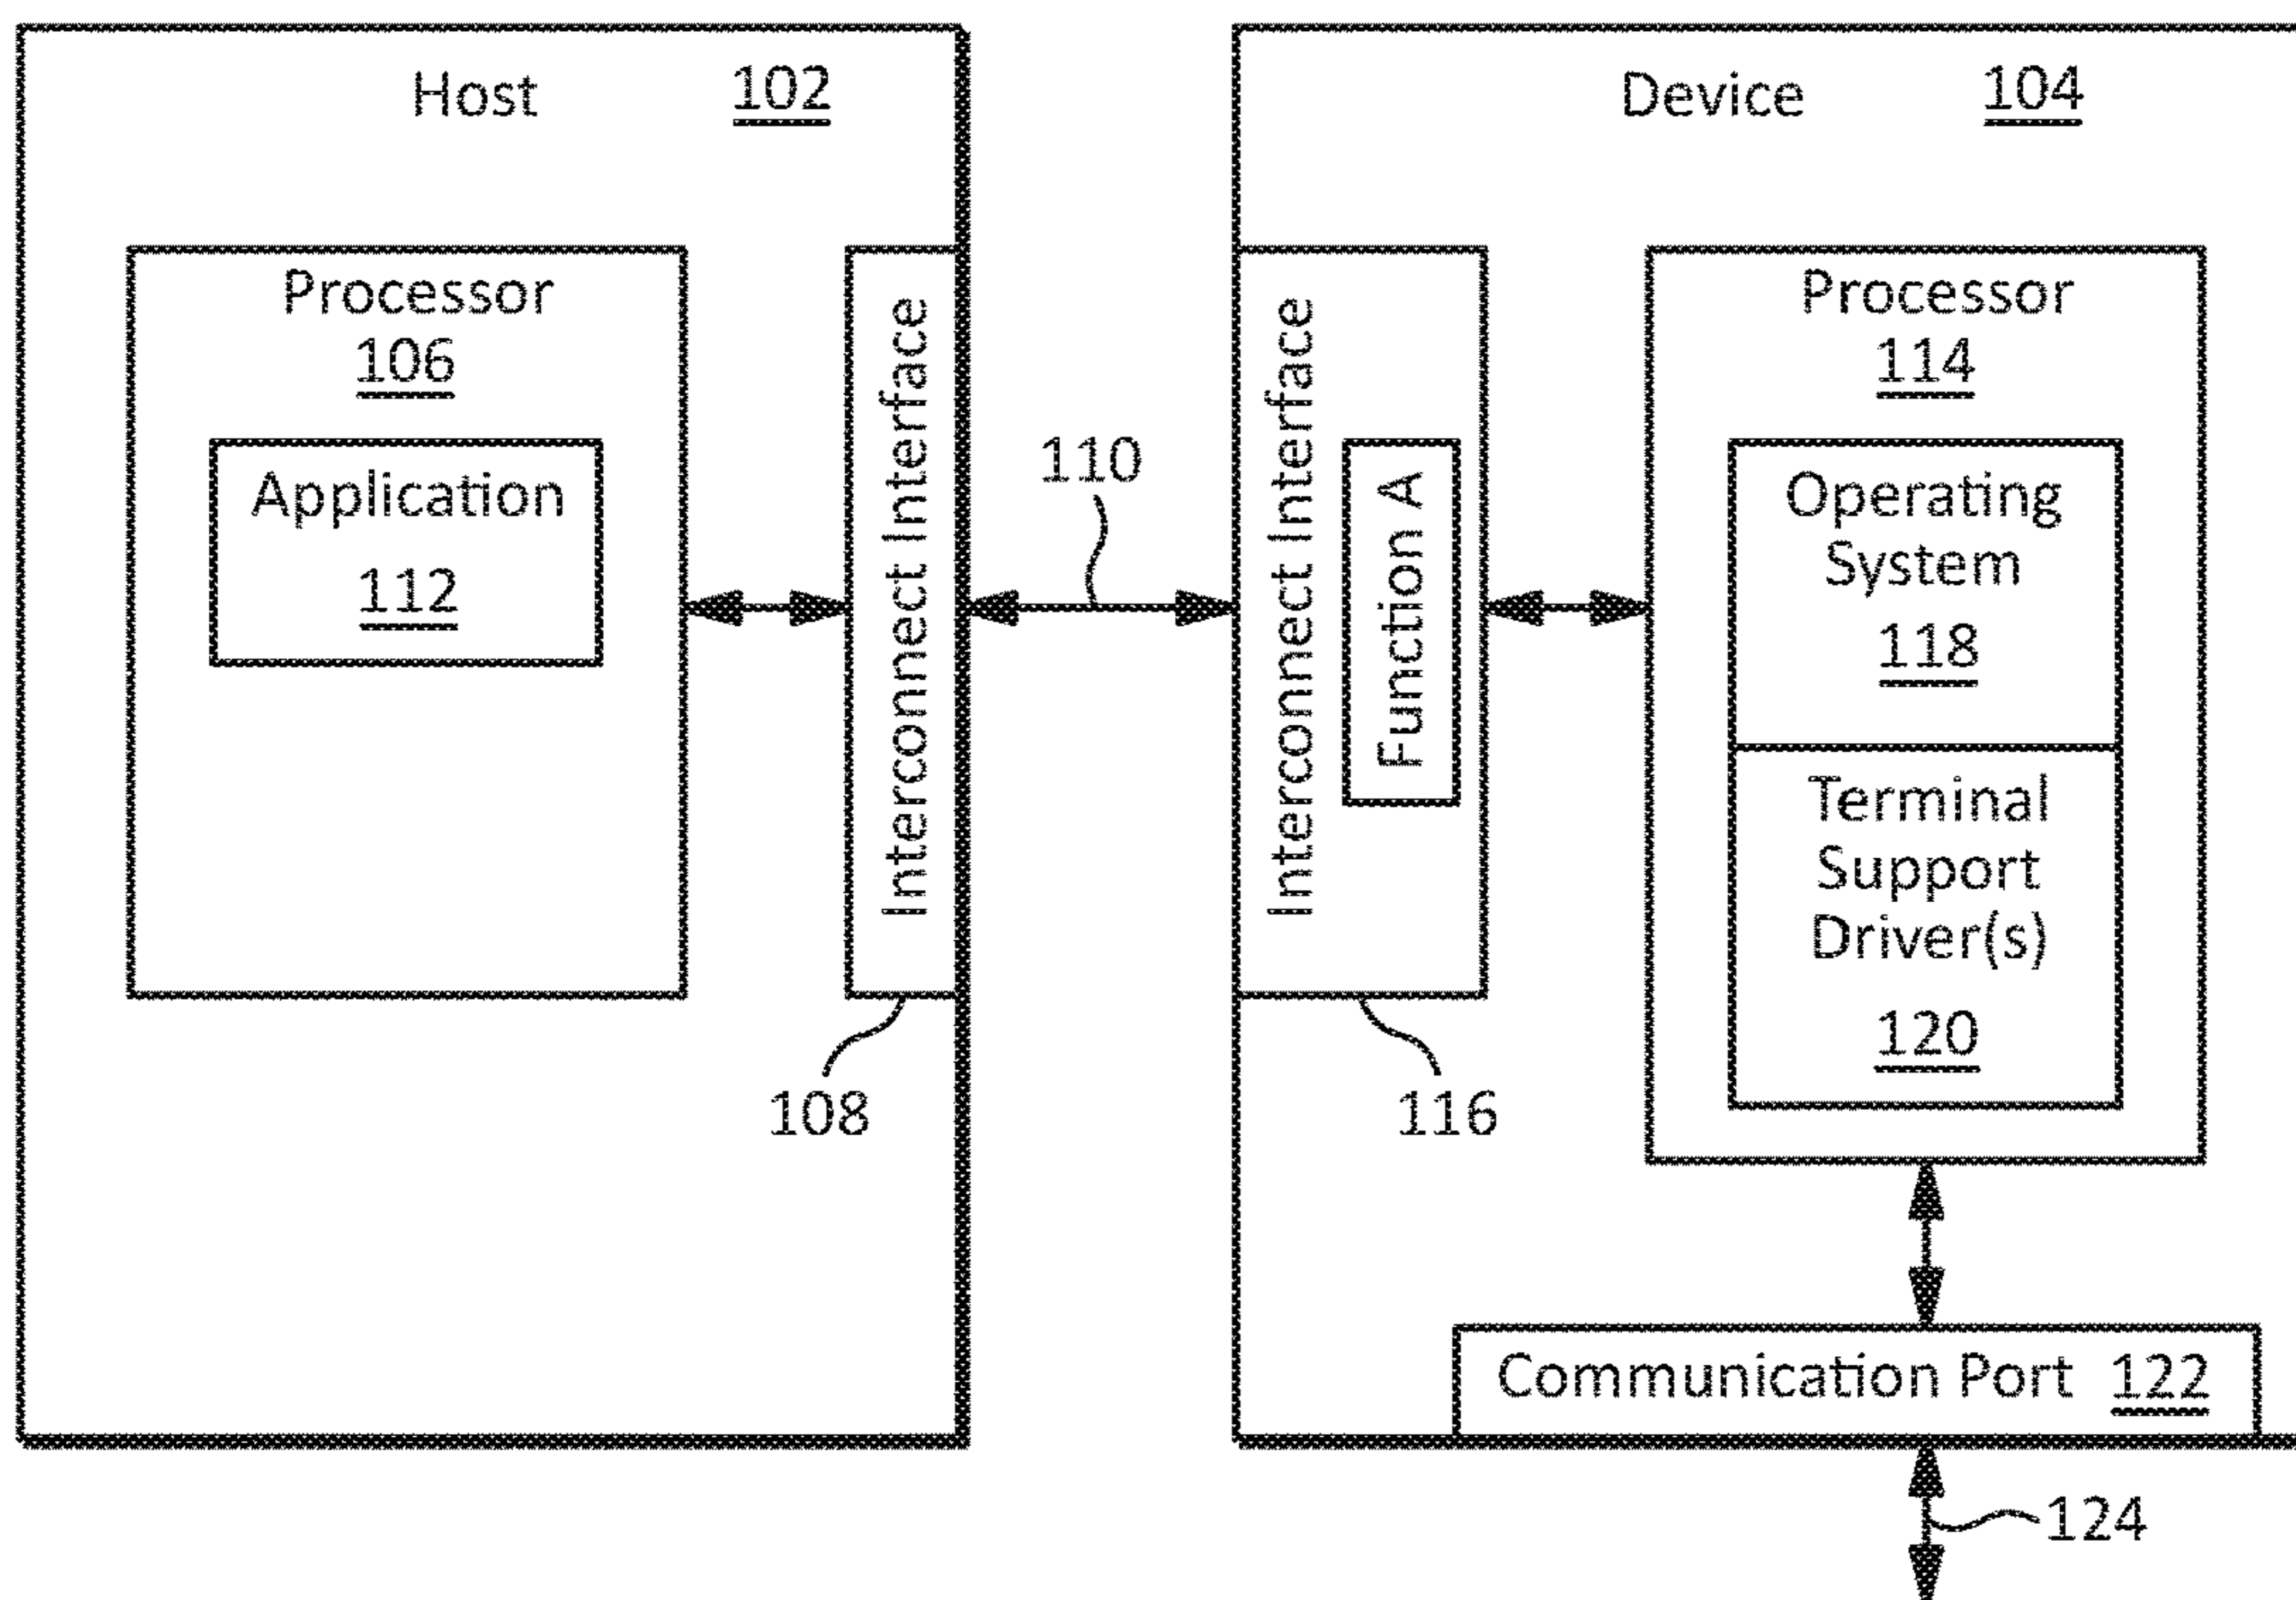 Host 102
Processor
106
Application
112
Interconnect Interface
108
110
Device 104
Interconnect Interface
Function A
116
Processor
114
Operating
System
118
Terminal
Support
Driver(s)
120
Communication Port 122
124